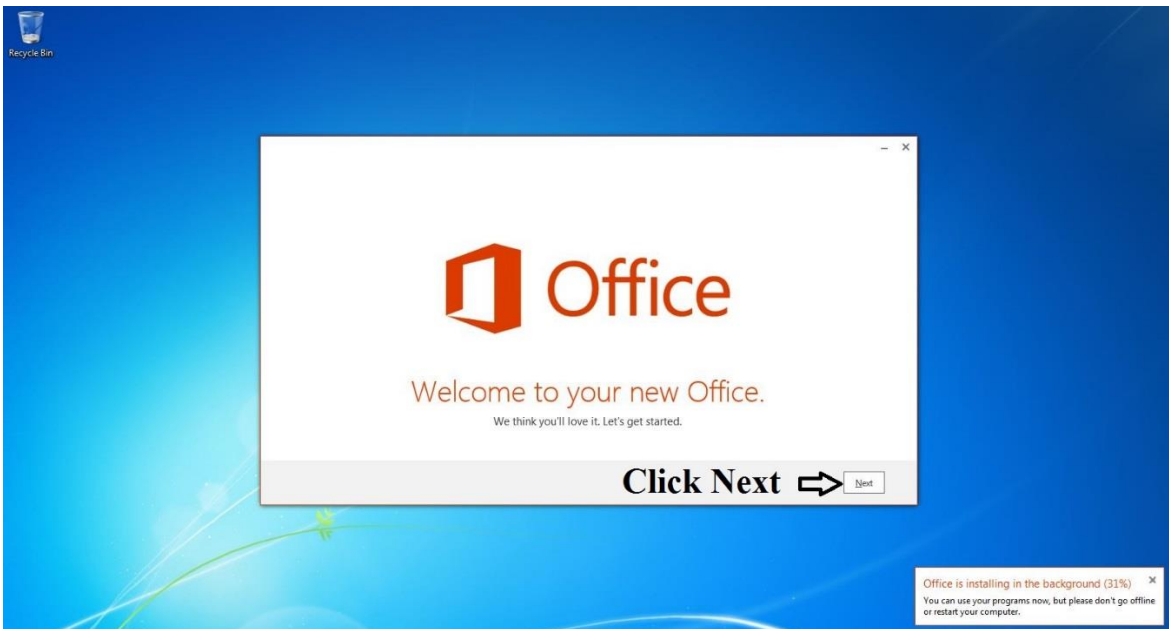 Recycle Bin
Office
Welcome to your new Office.
We think you'll love it. Let's get started.
Click Next
Next
Office is installing in the background (31%)
You can use your programs now, but please don't go offline
or restart your computer.